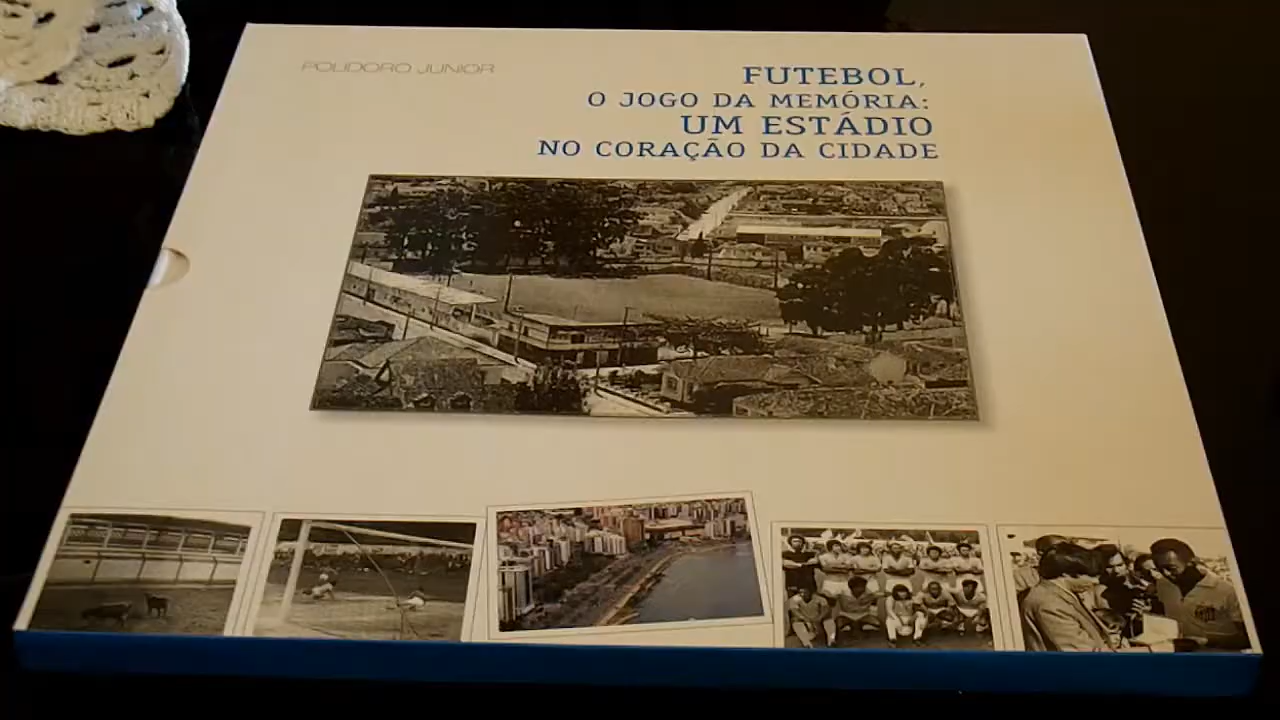 POLIDORO JUNIOR
FUTEBOL,
O JOGO DA MEMÓRIA:
UM ESTÁDIO
NO CORAÇÃO DA CIDADE